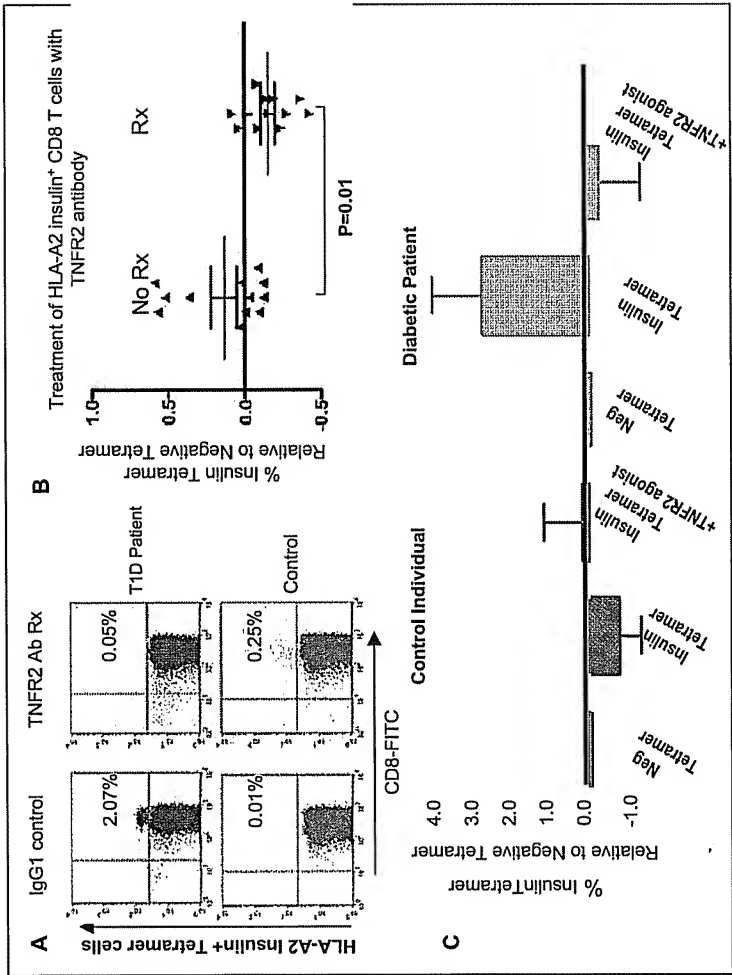 A
IgG1 control
TNFR2 Ab Rx
2.07%
0.05%
T1D Patient
0.01%
0.25%
Control
HLA-A2 Insulin+ Tetramer cells
CD8-FITC
B
Treatment of HLA-A2 insulin+ CD8 T cells with
TNFR2 antibody
No Rx
Rx
% Insulin Tetramer
Relative to Negative Tetramer
1.0
0.5
0.0
-0.5
P=0.01
C
Control Individual
Diabetic Patient
% InsulinTetramer
Relative to Negative Tetramer
4.0
3.0
2.0
1.0
0.0
-1.0
Neg
Tetramer
Insulin
Tetramer
Insulin
Tetramer
+TNFR2 agonist
Neg
Tetramer
Insulin
Tetramer
Insulin
Tetramer
+TNFR2 agonist